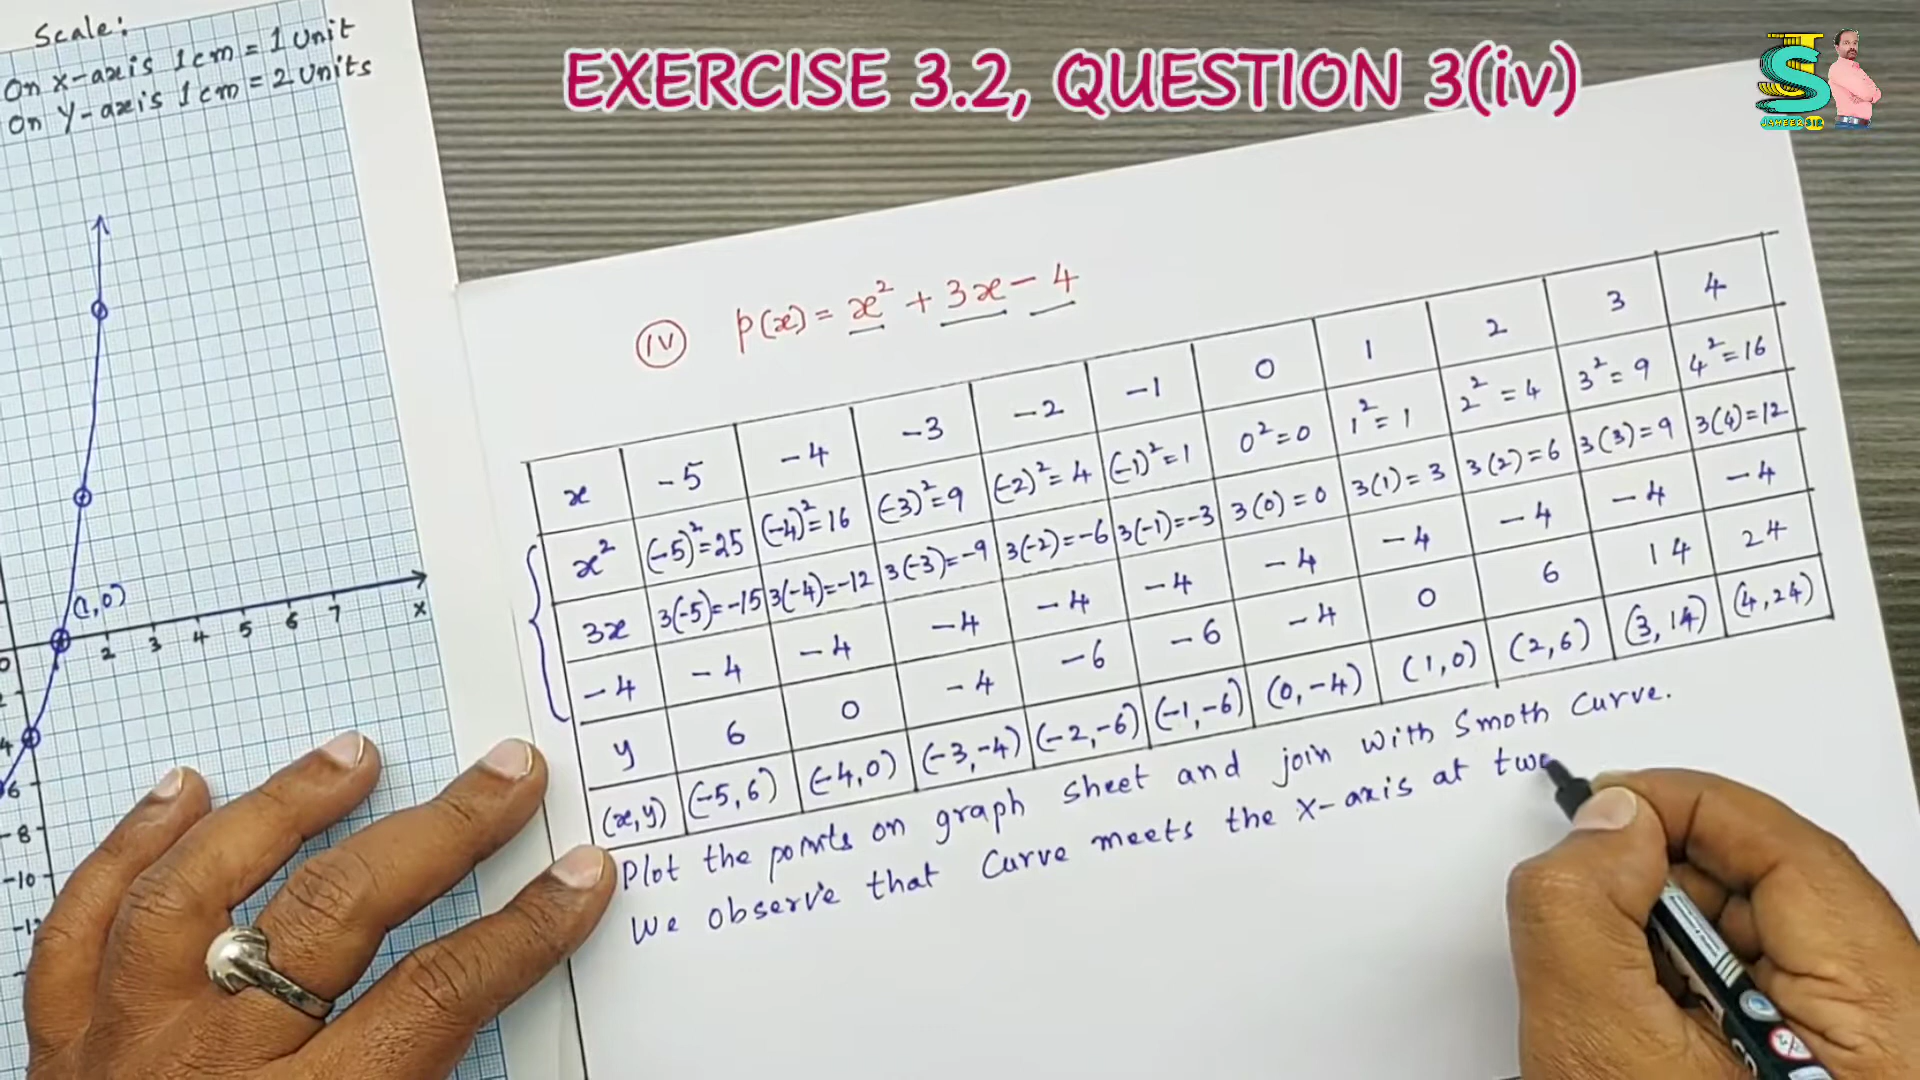 Scale:
On x-axis 1cm = 1 Unit
On Y-axis 1cm = 2 Units
EXERCISE 3.2, QUESTION 3(iv)
JAHEER SIR
(iv) p(x) = x² + 3x - 4
x -5 -4 -3 -2 -1 0 1 2 3 4
x² (-5)²=25 (-4)²=16 (-3)²=9 (-2)²=4 (-1)²=1 0²=0 1²=1 2²=4 3²=9 4²=16
3x 3(-5)=-15 3(-4)=-12 3(-3)=-9 3(-2)=-6 3(-1)=-3 3(0)=0 3(1)=3 3(2)=6 3(3)=9 3(4)=12
-4 -4 -4 -4 -4 -4 -4 -4 -4 -4 -4
y 6 0 -4 -6 -6 -4 0 6 14 24
(x,y) (-5,6) (-4,0) (-3,-4) (-2,-6) (-1,-6) (0,-4) (1,0) (2,6) (3,14) (4,24)
Plot the points on graph sheet and join with Smoth Curve.
We observe that Curve meets the X-axis at two
(1,0)
0 2 3 4 5 6 7 x
4
6
-8
-10